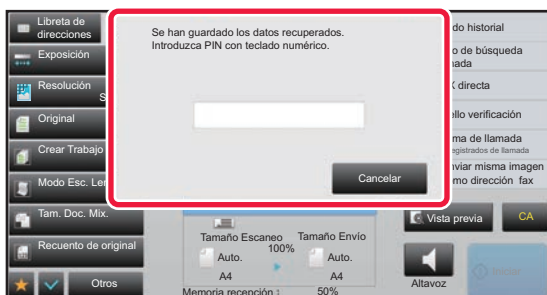 Libreta de
direcciones
Exposición
Resolución
S
Original
Crear Trabajo
Modo Esc. Len
Tam. Doc. Mix.
Recuento de original
Otros
Se han guardado los datos recuperados.
Introduzca PIN con teclado numérico.
Cancelar
do historial
o de búsqueda
nada
X directa
ello verificación
ma de llamada
egistrados de llamada
nviar misma imagen
mo dirección fax
Vista previa
CA
Tamaño Escaneo
Tamaño Envío
100%
Auto.
Auto.
A4
A4
Memoria recepción :
50%
Altavoz